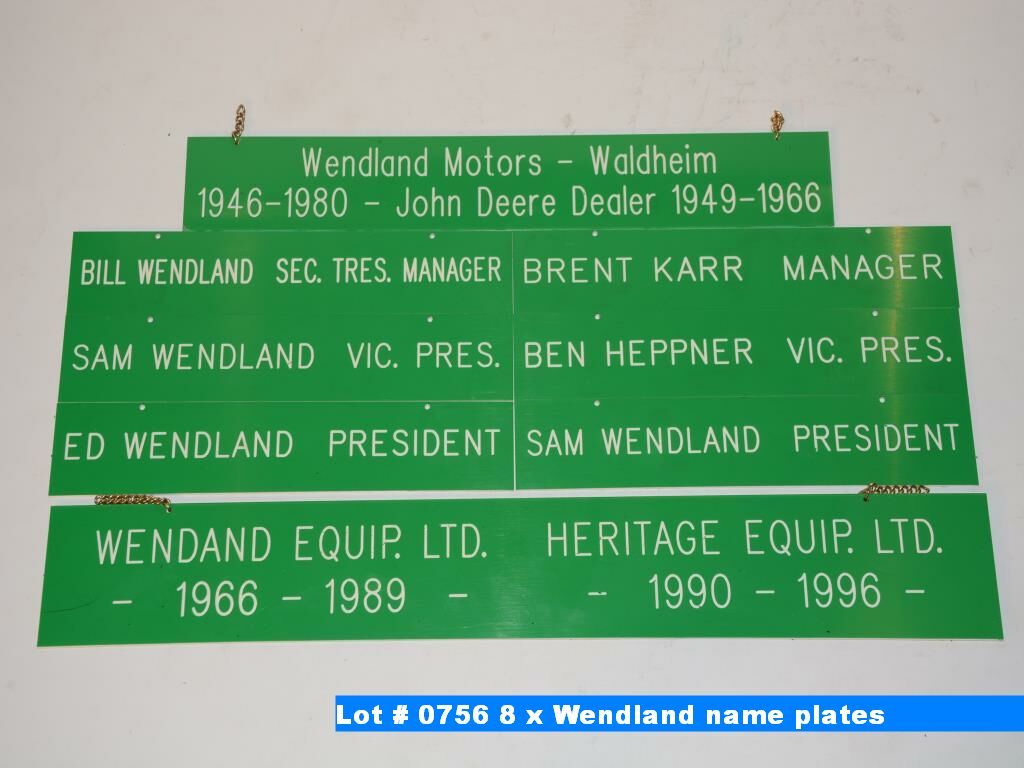 Wendland Motors - Waldheim
1946-1980 - John Deere Dealer 1949-1966
BILL WENDLAND SEC. TRES. MANAGER
BRENT KARR MANAGER
SAM WENDLAND VIC. PRES.
BEN HEPPNER VIC. PRES.
ED WENDLAND PRESIDENT
SAM WENDLAND PRESIDENT
WENDAND EQUIP. LTD.
- 1966 - 1989 -
HERITAGE EQUIP. LTD.
- 1990 - 1996 -
Lot # 0756 8 x Wendland name plates